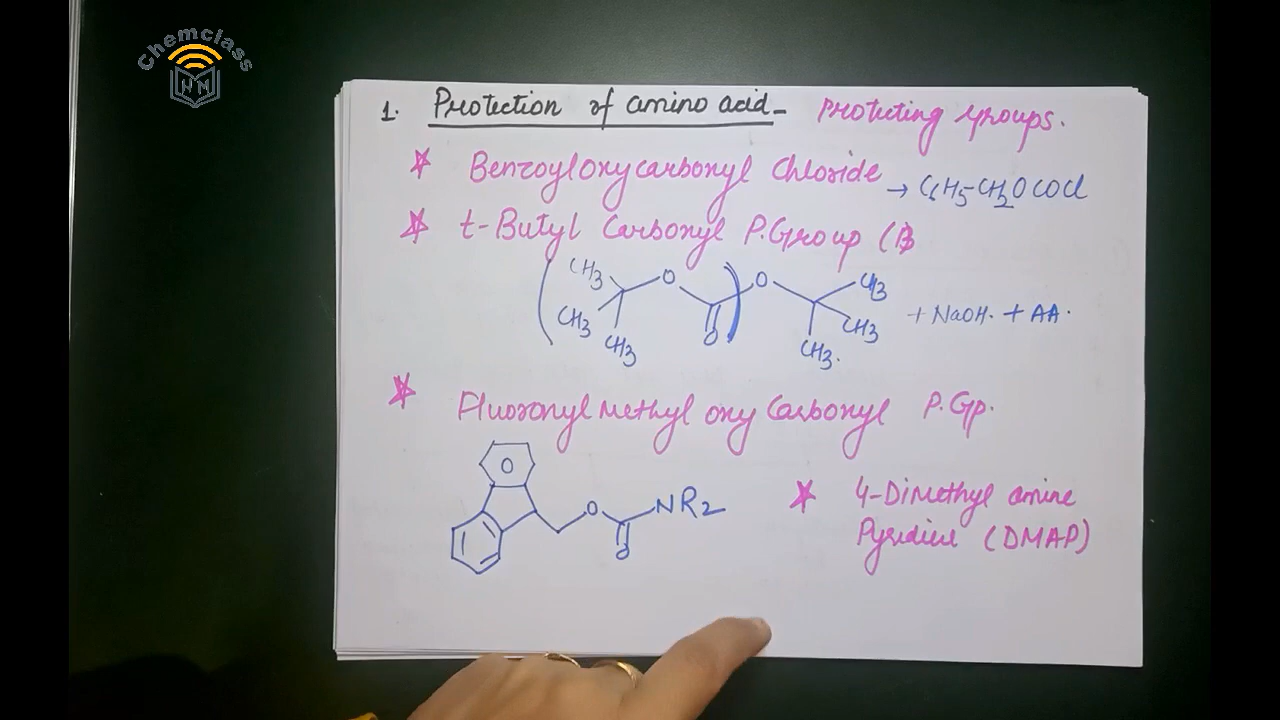 Chemclass
NM
1. Protection of amino acid- Protecting groups.
Benzoyloxycarbonyl Chloride → C6H5-CH2OCOCl
t-Butyl Carbonyl P.Group (B
CH3 O O CH3
CH3 CH3 + NaOH. + AA.
CH3 O CH3.
Fluoronyl Methyl oxy Carbonyl P.Gp.
O
O NR2
O
4-Dimethyl amine
Pyridine (DMAP)